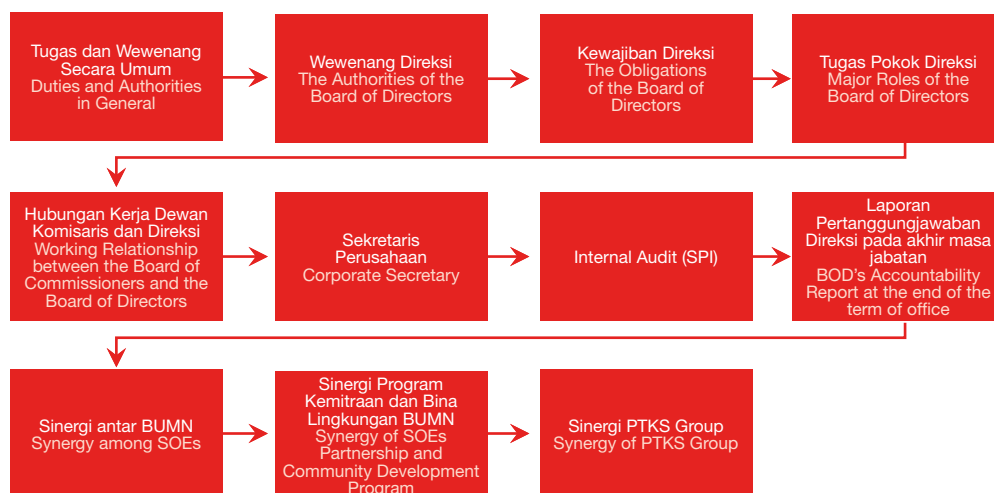 Tugas dan Wewenang
Secara Umum
Duties and Authorities
in General
Wewenang Direksi
The Authorities of the
Board of Directors
Kewajiban Direksi
The Obligations
of the Board of
Directors
Tugas Pokok Direksi
Major Roles of the
Board of Directors
Hubungan Kerja Dewan
Komisaris dan Direksi
Working Relationship
between the Board of
Commissioners and the
Board of Directors
Sekretaris
Perusahaan
Corporate Secretary
Internal Audit (SPI)
Laporan
Pertanggungjawaban
Direksi pada akhir masa
jabatan
BOD's Accountability
Report at the end of the
term of office
Sinergi antar BUMN
Synergy among SOEs
Sinergi Program
Kemitraan dan Bina
Lingkungan BUMN
Synergy of SOEs
Partnership and
Community Development
Program
Sinergi PTKS Group
Synergy of PTKS Group